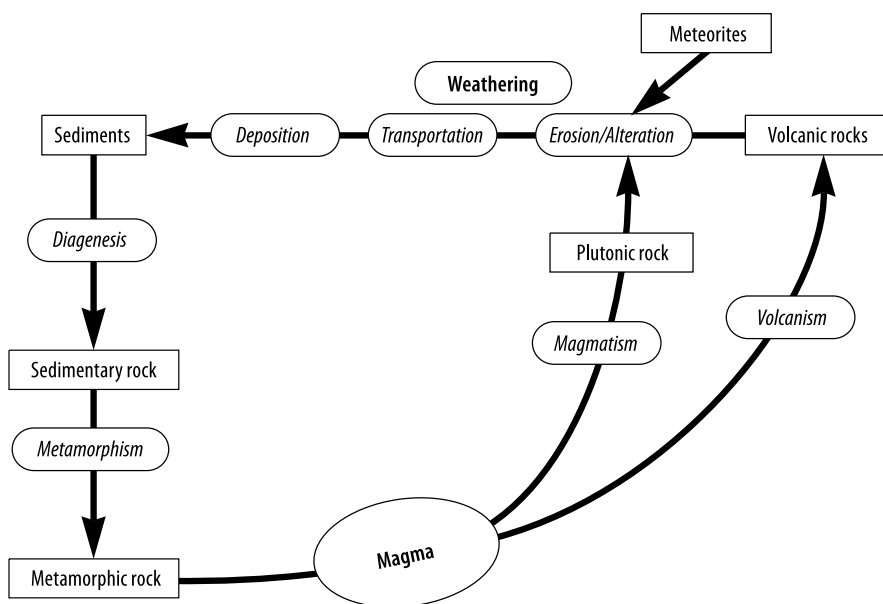 Meteorites
Weathering
Sediments
Deposition
Transportation
Erosion/Alteration
Volcanic rocks
Diagenesis
Plutonic rock
Volcanism
Magmatism
Sedimentary rock
Metamorphism
Magma
Metamorphic rock